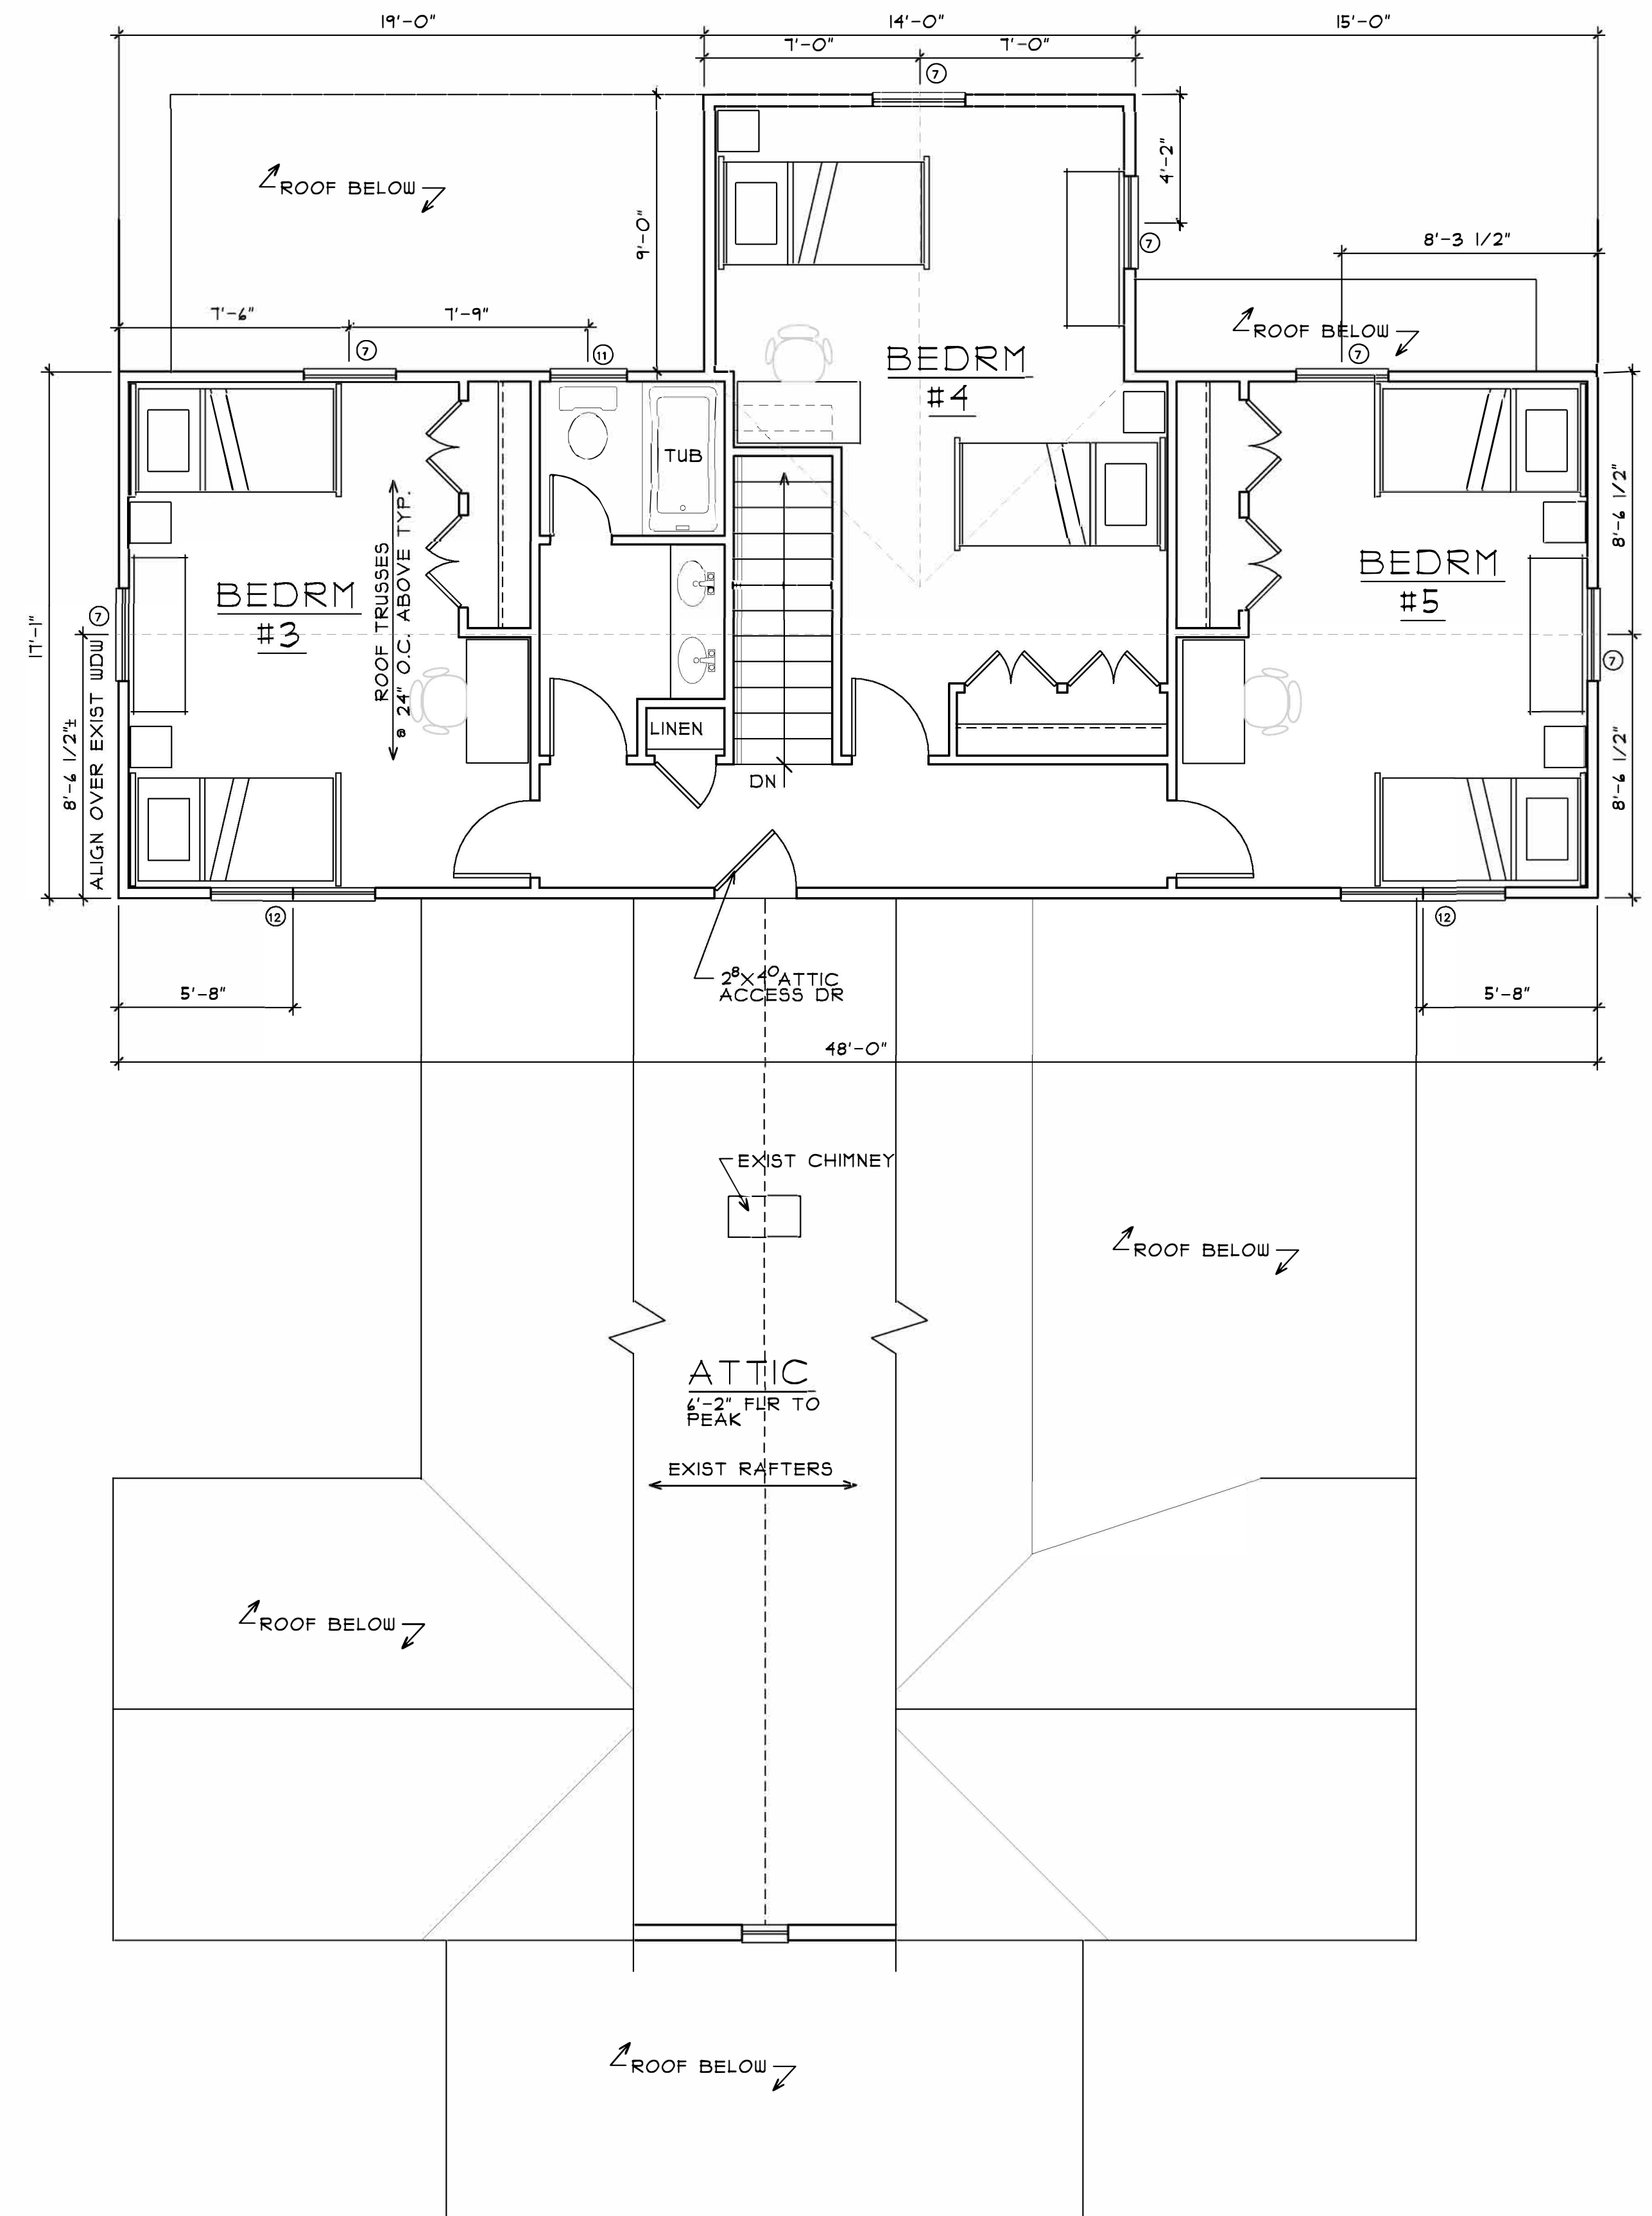 19'-0"
14'-0"
15'-0"
7'-0"
7'-0"
7
4'-2"
ROOF BELOW
9'-0"
7
8'-3 1/2"
7'-6"
7'-9"
ROOF BELOW
7
11
7
BEDRM
#4
TUB
8'-6 1/2"
BEDRM
#5
BEDRM
#3
ROOF TRUSSES
@ 24" O.C. ABOVE TYP.
7
17'-1"
7
8'-6 1/2"±
ALIGN OVER EXIST WDW
LINEN
8'-6 1/2"
DN
12
12
2⁸X4⁰ ATTIC
ACCESS DR
5'-8"
5'-8"
48'-0"
EXIST CHIMNEY
ROOF BELOW
ATTIC
6'-2" FLR TO
PEAK
EXIST RAFTERS
ROOF BELOW
ROOF BELOW